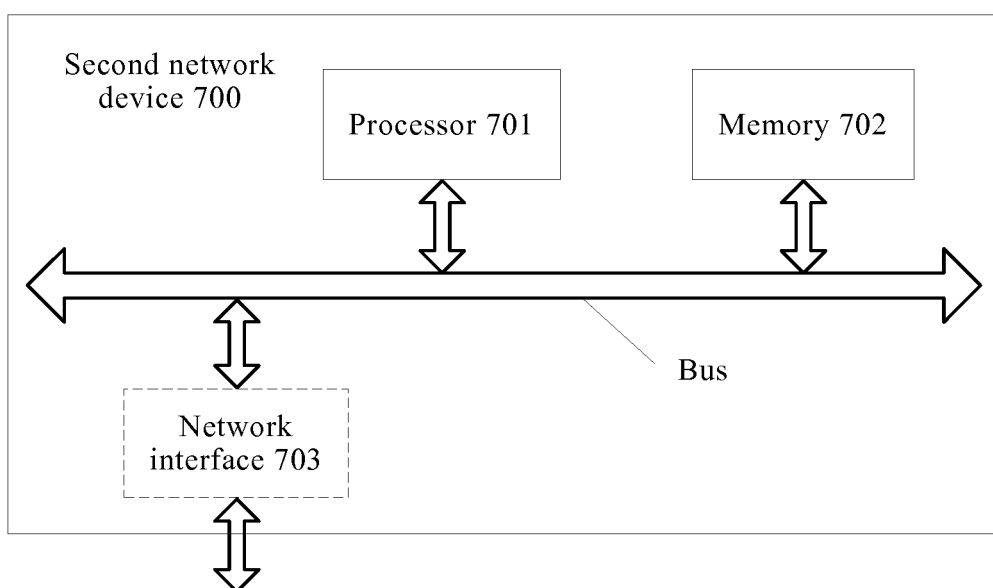 Second network
device 700
Processor 701
Memory 702
Bus
Network
interface 703